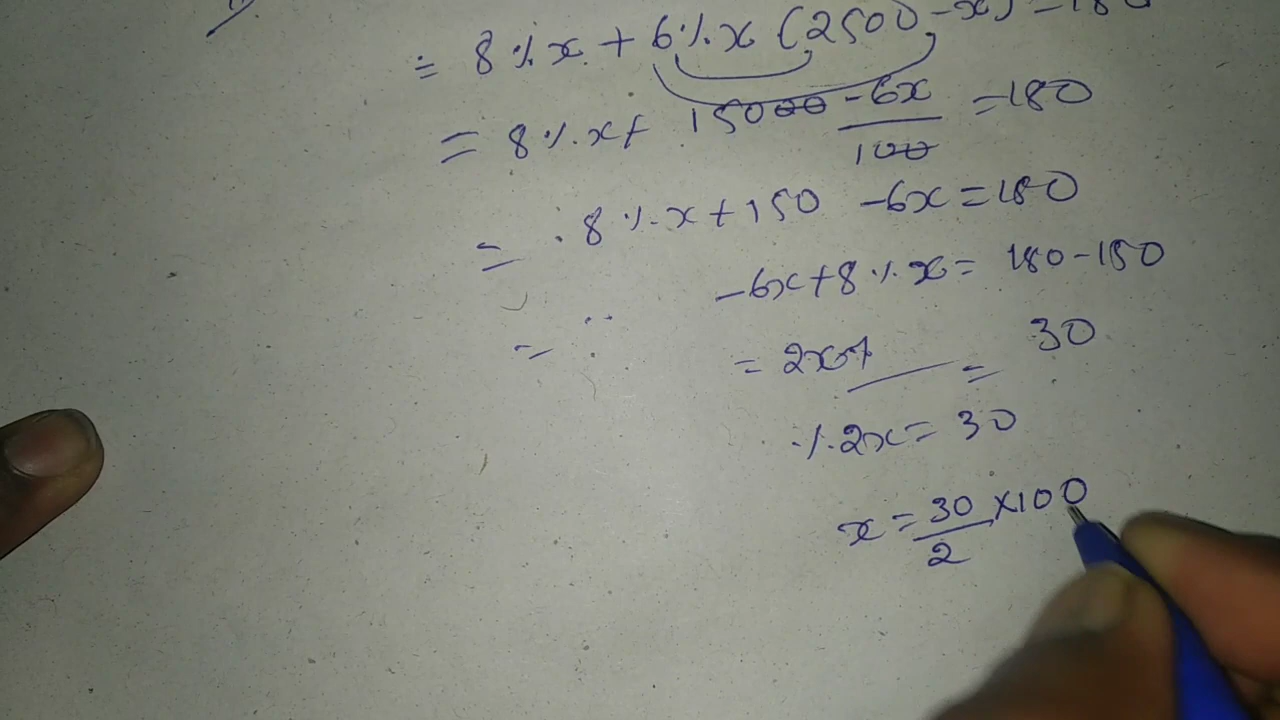 = 8%x + 6%x (2500 - x) = 180
= 8%x + 15000 -6x/100 = 180
= 8%x + 150 -6x = 180
-6x + 8%x = 180 - 150
= 2x = 30
%2x = 30
x = 30/2 × 100